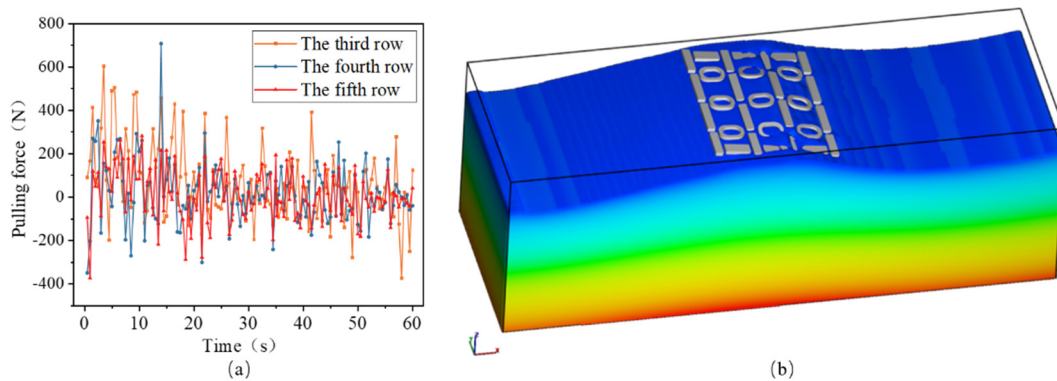 (a)
800
600
400
200
0
-200
-400
Pulling force（N）
The third row
The fourth row
The fifth row
0 10 20 30 40 50 60
Time（s）
(b)